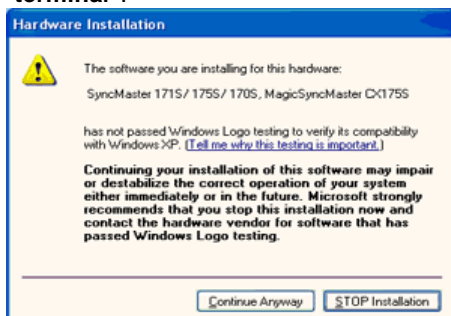 Hardware Installation
The software you are installing for this hardware:
SyncMaster 171S/ 175S/ 170S, MagicSyncMaster CX175S
has not passed Windows Logo testing to verify its compatibility
with Windows XP. (Tell me why this testing is important.)
Continuing your installation of this software may impair
or destabilize the correct operation of your system
either immediately or in the future. Microsoft strongly
recommends that you stop this installation now and
contact the hardware vendor for software that has
passed Windows Logo testing.
Continue Anyway STOP Installation